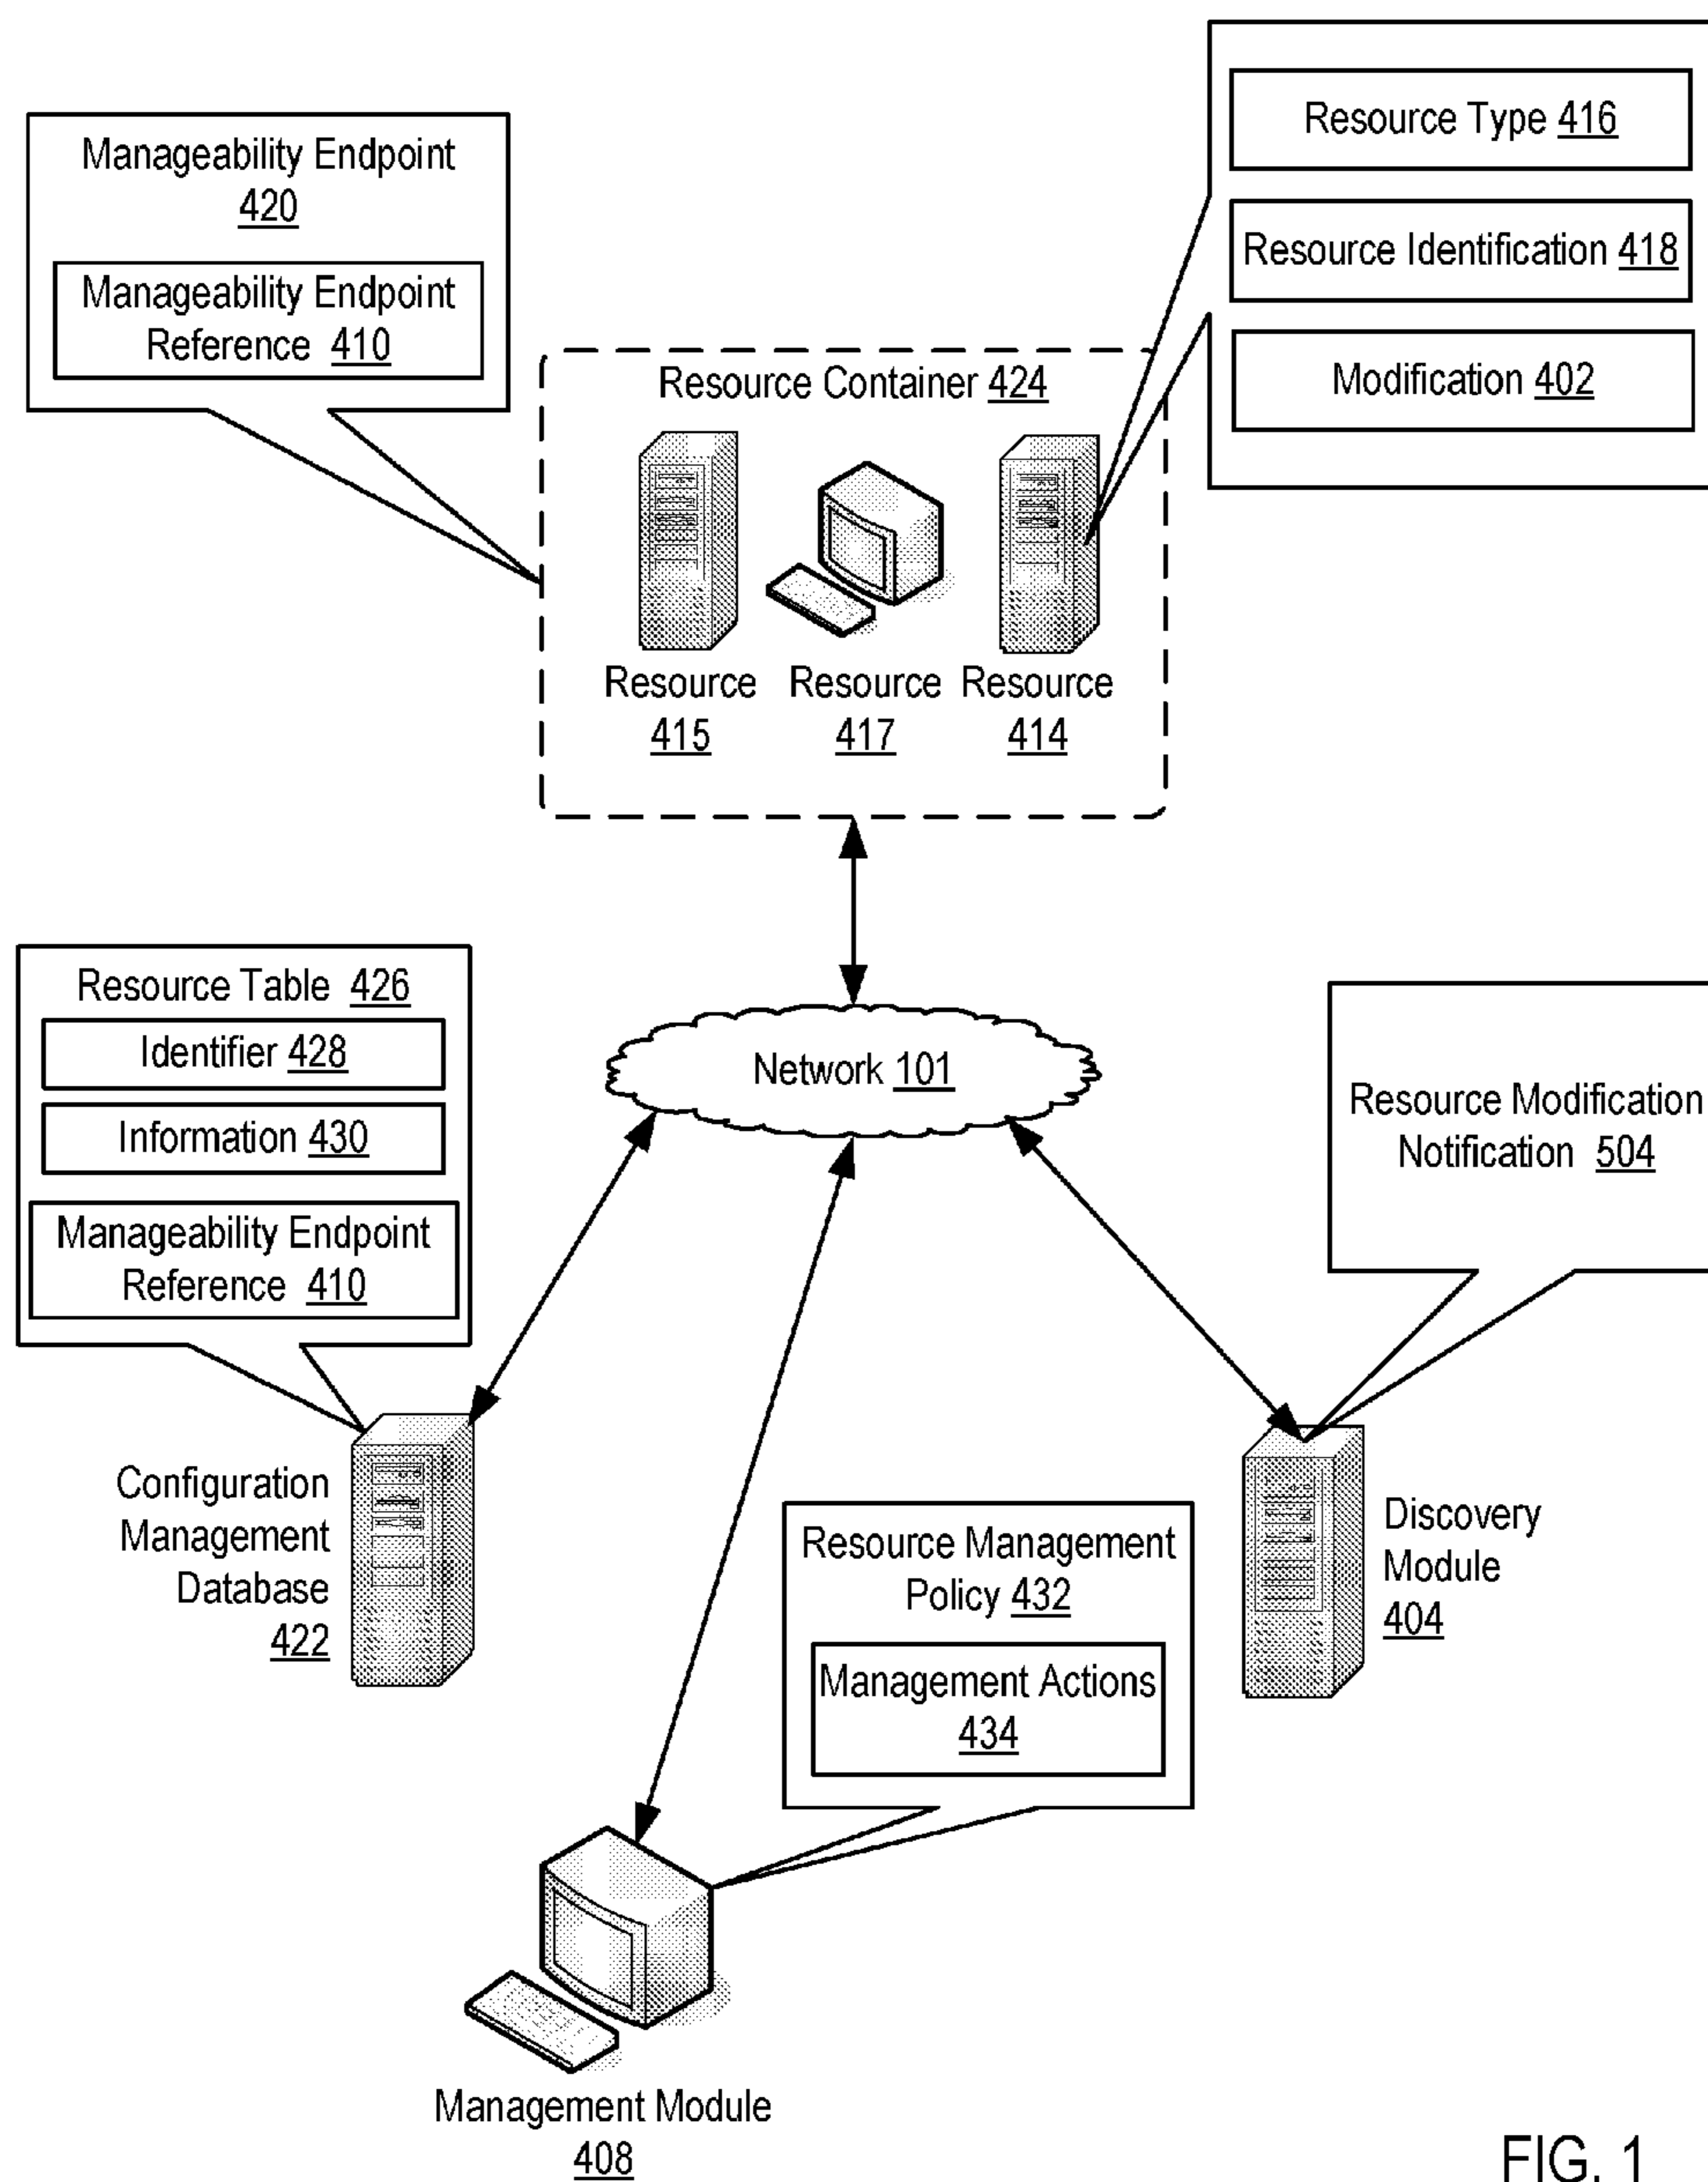 Resource Type 416
Resource Identification 418
Modification 402
Manageability Endpoint
420
Manageability Endpoint
Reference 410
Resource Container 424
Resource
415
Resource
417
Resource
414
Network 101
Resource Table 426
Identifier 428
Information 430
Manageability Endpoint
Reference 410
Resource Modification
Notification 504
Configuration
Management
Database
422
Discovery
Module
404
Resource Management
Policy 432
Management Actions
434
Management Module
408
FIG. 1